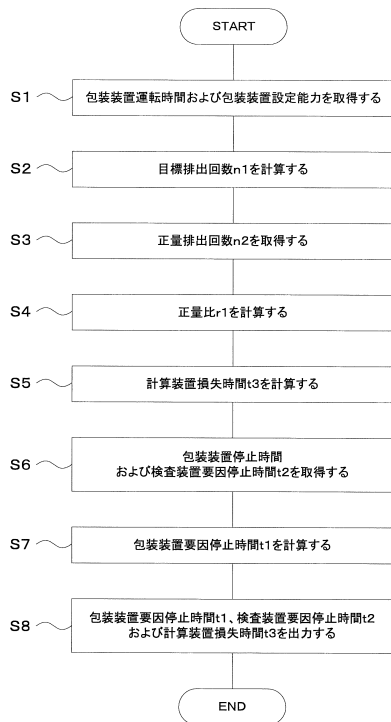 START
S1 包装装置運転時間および包装装置設定能力を取得する
S2 目標排出回数n1を計算する
S3 正量排出回数n2を取得する
S4 正量比r1を計算する
S5 計算装置損失時間t3を計算する
S6 包装装置停止時間
および検査装置要因停止時間t2を取得する
S7 包装装置要因停止時間t1を計算する
S8 包装装置要因停止時間t1、検査装置要因停止時間t2
および計算装置損失時間t3を出力する
END